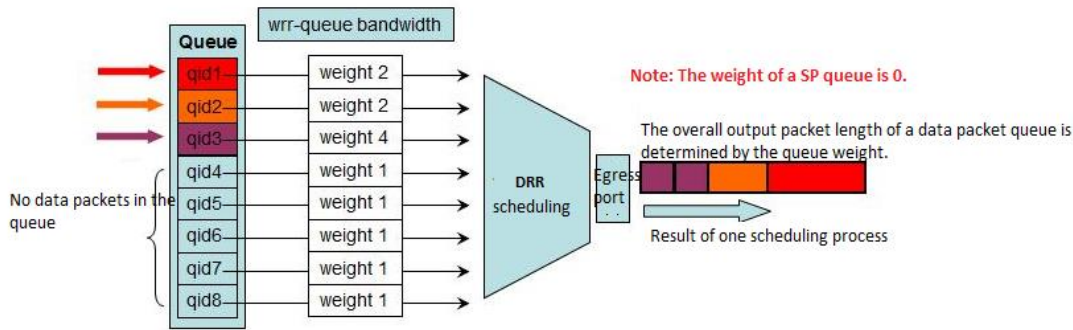 wrr-queue bandwidth
Queue
qid1
weight 2
qid2
weight 2
qid3
weight 4
qid4
weight 1
qid5
weight 1
qid6
weight 1
qid7
weight 1
qid8
weight 1
No data packets in the
queue
DRR
scheduling
Egress
port
. .
Note: The weight of a SP queue is 0.
The overall output packet length of a data packet queue is
determined by the queue weight.
Result of one scheduling process